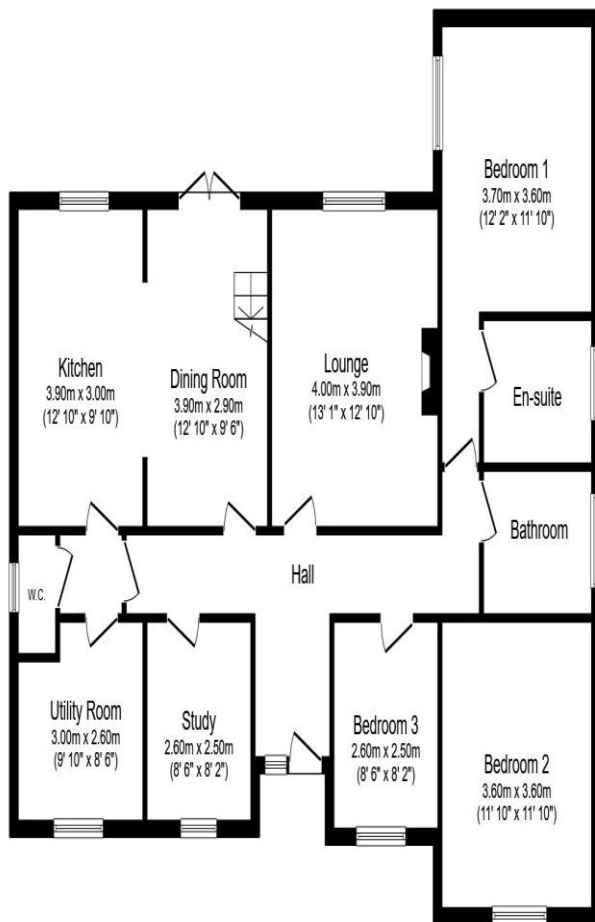 Bedroom 1
3.70m x 3.60m
(12' 2" x 11' 10")
Kitchen
3.90m x 3.00m
(12' 10" x 9' 10")
Dining Room
3.90m x 2.90m
(12' 10" x 9' 6")
Lounge
4.00m x 3.90m
(13' 1" x 12' 10")
En-suite
Bathroom
Hall
W.C.
Utility Room
3.00m x 2.60m
(9' 10" x 8' 6")
Study
2.60m x 2.50m
(8' 6" x 8' 2")
Bedroom 3
2.60m x 2.50m
(8' 6" x 8' 2")
Bedroom 2
3.60m x 3.60m
(11' 10" x 11' 10")